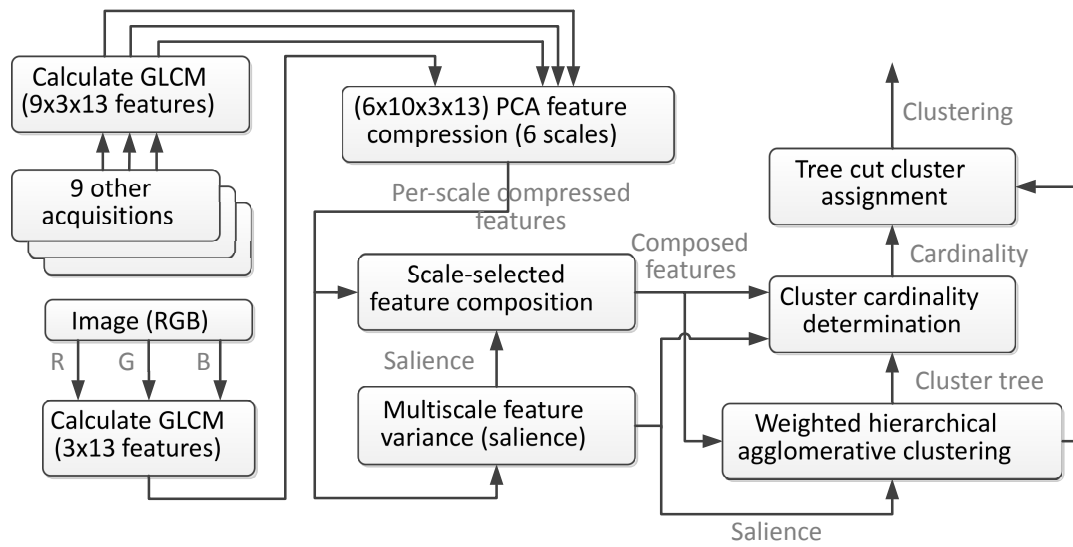 Calculate GLCM
(9x3x13 features)
9 other
acquisitions
Image (RGB)
R
G
B
Calculate GLCM
(3x13 features)
(6x10x3x13) PCA feature
compression (6 scales)
Per-scale compressed
features
Scale-selected
feature composition
Salience
Multiscale feature
variance (salience)
Composed
features
Clustering
Tree cut cluster
assignment
Cardinality
Cluster cardinality
determination
Cluster tree
Weighted hierarchical
agglomerative clustering
Salience